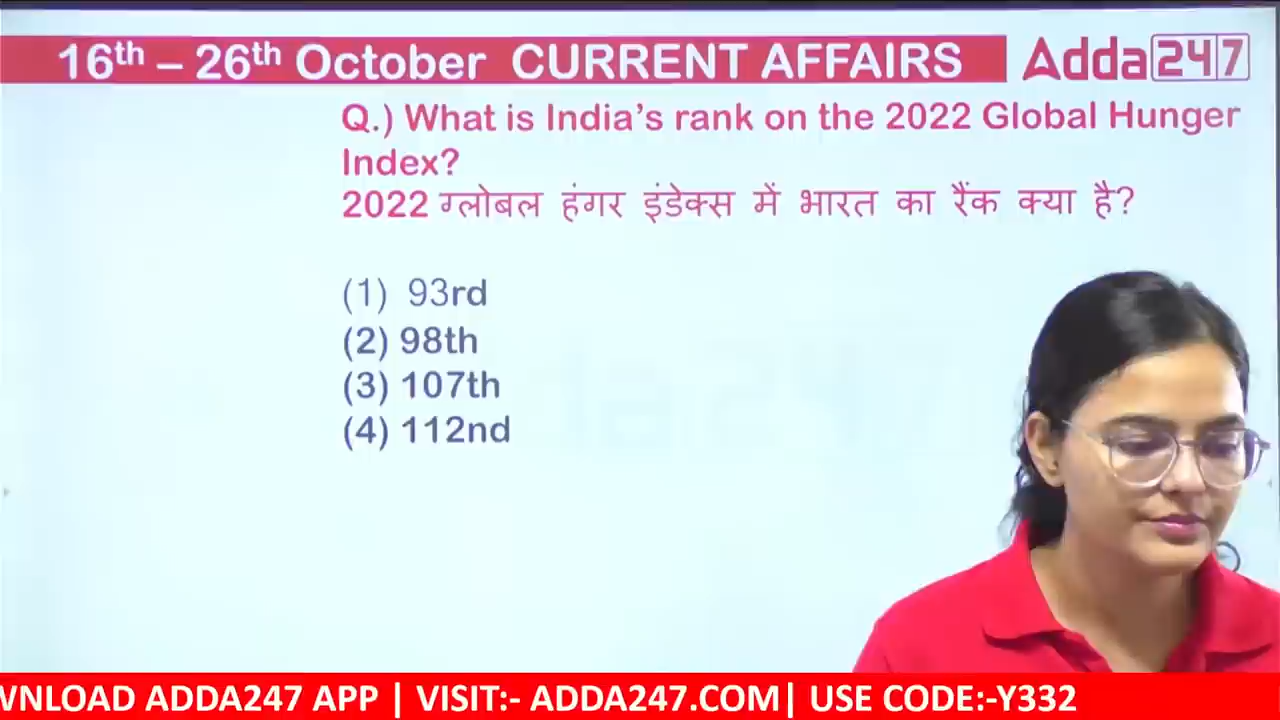 16th – 26th October CURRENT AFFAIRS
Adda247
Q.) What is India's rank on the 2022 Global Hunger
Index?
2022 ग्लोबल हंगर इंडेक्स में भारत का रैंक क्या है?
(1) 93rd
(2) 98th
(3) 107th
(4) 112nd
WNLOAD ADDA247 APP | VISIT:- ADDA247.COM| USE CODE:-Y332